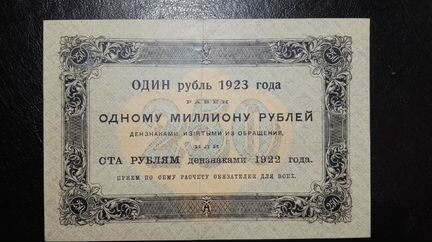 ОДИН рубль 1923 года
РАВЕН
ОДНОМУ МИЛЛИОНУ РУБЛЕЙ
ДЕНЗНАКАМИ, ИЗЪЯТЫМИ ИЗ ОБРАЩЕНИЯ,
ИЛИ
СТА РУБЛЯМ дензнаками 1922 года.
ПРИЕМ ПО СЕМУ РАСЧЕТУ ОБЯЗАТЕЛЕН ДЛЯ ВСЕХ.
250